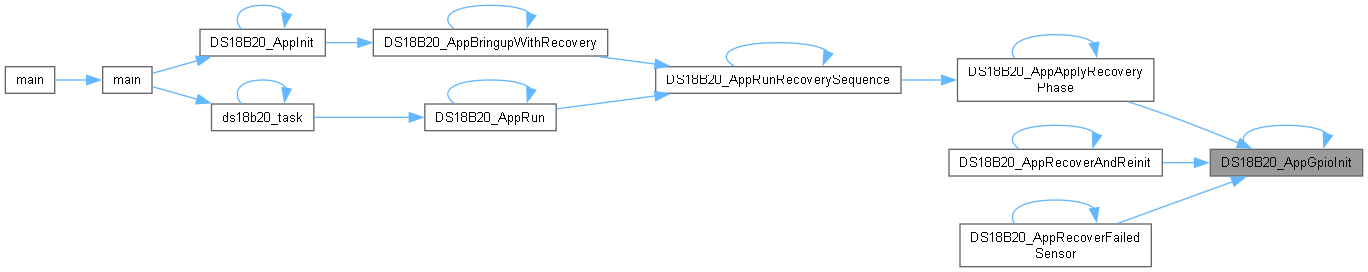 main
main
DS18B20_AppInit
ds18b20_task
DS18B20_AppBringupWithRecovery
DS18B20_AppRun
DS18B20_AppRunRecoverySequence
DS18B20_AppApplyRecovery
Phase
DS18B20_AppRecoverAndReinit
DS18B20_AppRecoverFailed
Sensor
DS18B20_AppGpioInit